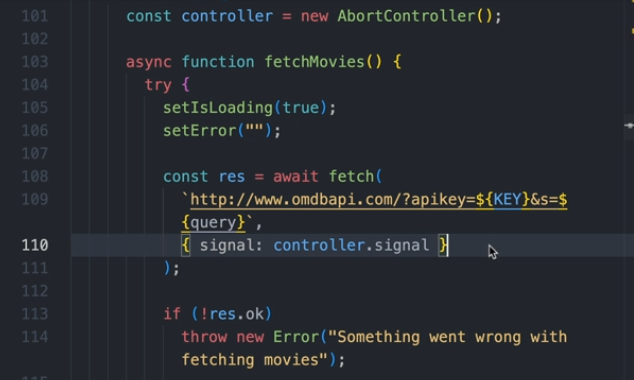 101 const controller = new AbortController();
102
103 async function fetchMovies() {
104 try {
105 setIsLoading(true);
106 setError("");
107
108 const res = await fetch(
109 `http://www.omdbapi.com/?apikey=${KEY}&s=$
{query}`,
110 { signal: controller.signal }
111 );
112
113 if (!res.ok)
114 throw new Error("Something went wrong with
fetching movies");